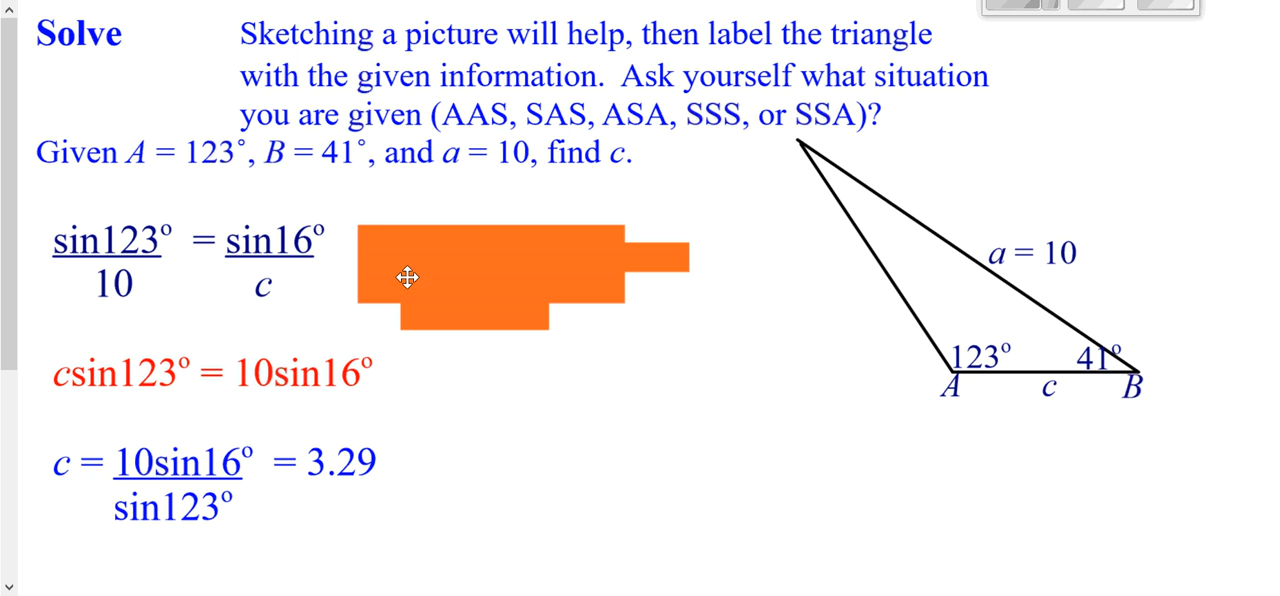 Solve
Sketching a picture will help, then label the triangle
with the given information. Ask yourself what situation
you are given (AAS, SAS, ASA, SSS, or SSA)?
Given A = 123°, B = 41°, and a = 10, find c.
sin123° = sin16°
10 c
a = 10
123° 41°
A c B
csin123° = 10sin16°
c = 10sin16° = 3.29
sin123°